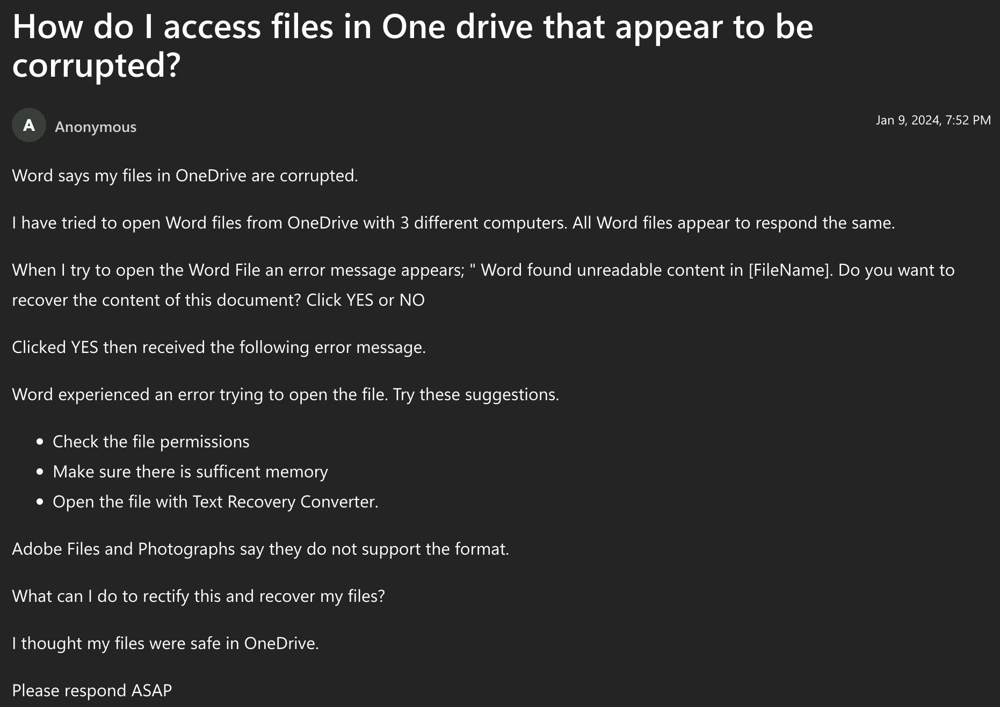 How do I access files in One drive that appear to be
corrupted?
A
Anonymous
Jan 9, 2024, 7:52 PM
Word says my files in OneDrive are corrupted.
I have tried to open Word files from OneDrive with 3 different computers. All Word files appear to respond the same.
When I try to open the Word File an error message appears; " Word found unreadable content in [FileName]. Do you want to
recover the content of this document? Click YES or NO
Clicked YES then received the following error message.
Word experienced an error trying to open the file. Try these suggestions.
• Check the file permissions
• Make sure there is sufficent memory
• Open the file with Text Recovery Converter.
Adobe Files and Photographs say they do not support the format.
What can I do to rectify this and recover my files?
I thought my files were safe in OneDrive.
Please respond ASAP